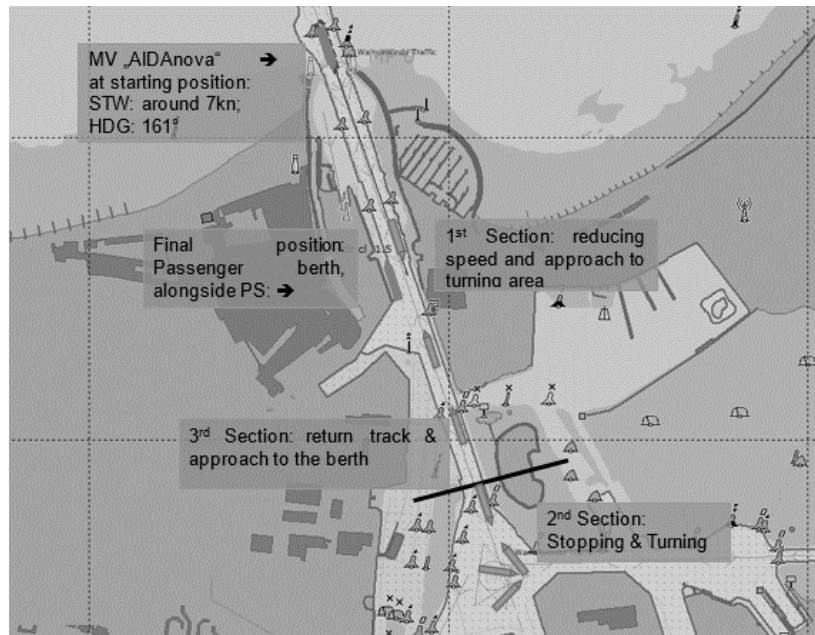 MV „AIDAnova“ ➔
at starting position:
STW: around 7kn;
HDG: 161°
Final position:
Passenger berth,
alongside PS: ➔
1st Section: reducing
speed and approach to
turning area
3rd Section: return track &
approach to the berth
2nd Section:
Stopping & Turning